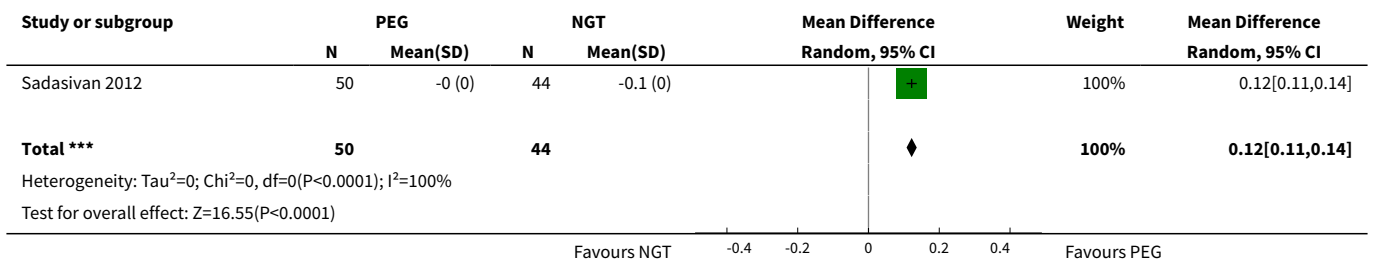 Study or subgroup PEG NGT Mean Difference Weight Mean Difference
N Mean(SD) N Mean(SD) Random, 95% CI Random, 95% CI
Sadasivan 2012 50 -0 (0) 44 -0.1 (0) 100% 0.12[0.11,0.14]
Total *** 50 44 100% 0.12[0.11,0.14]
Heterogeneity: Tau²=0; Chi²=0, df=0(P<0.0001); I²=100%
Test for overall effect: Z=16.55(P<0.0001)
Favours NGT -0.4 -0.2 0 0.2 0.4 Favours PEG